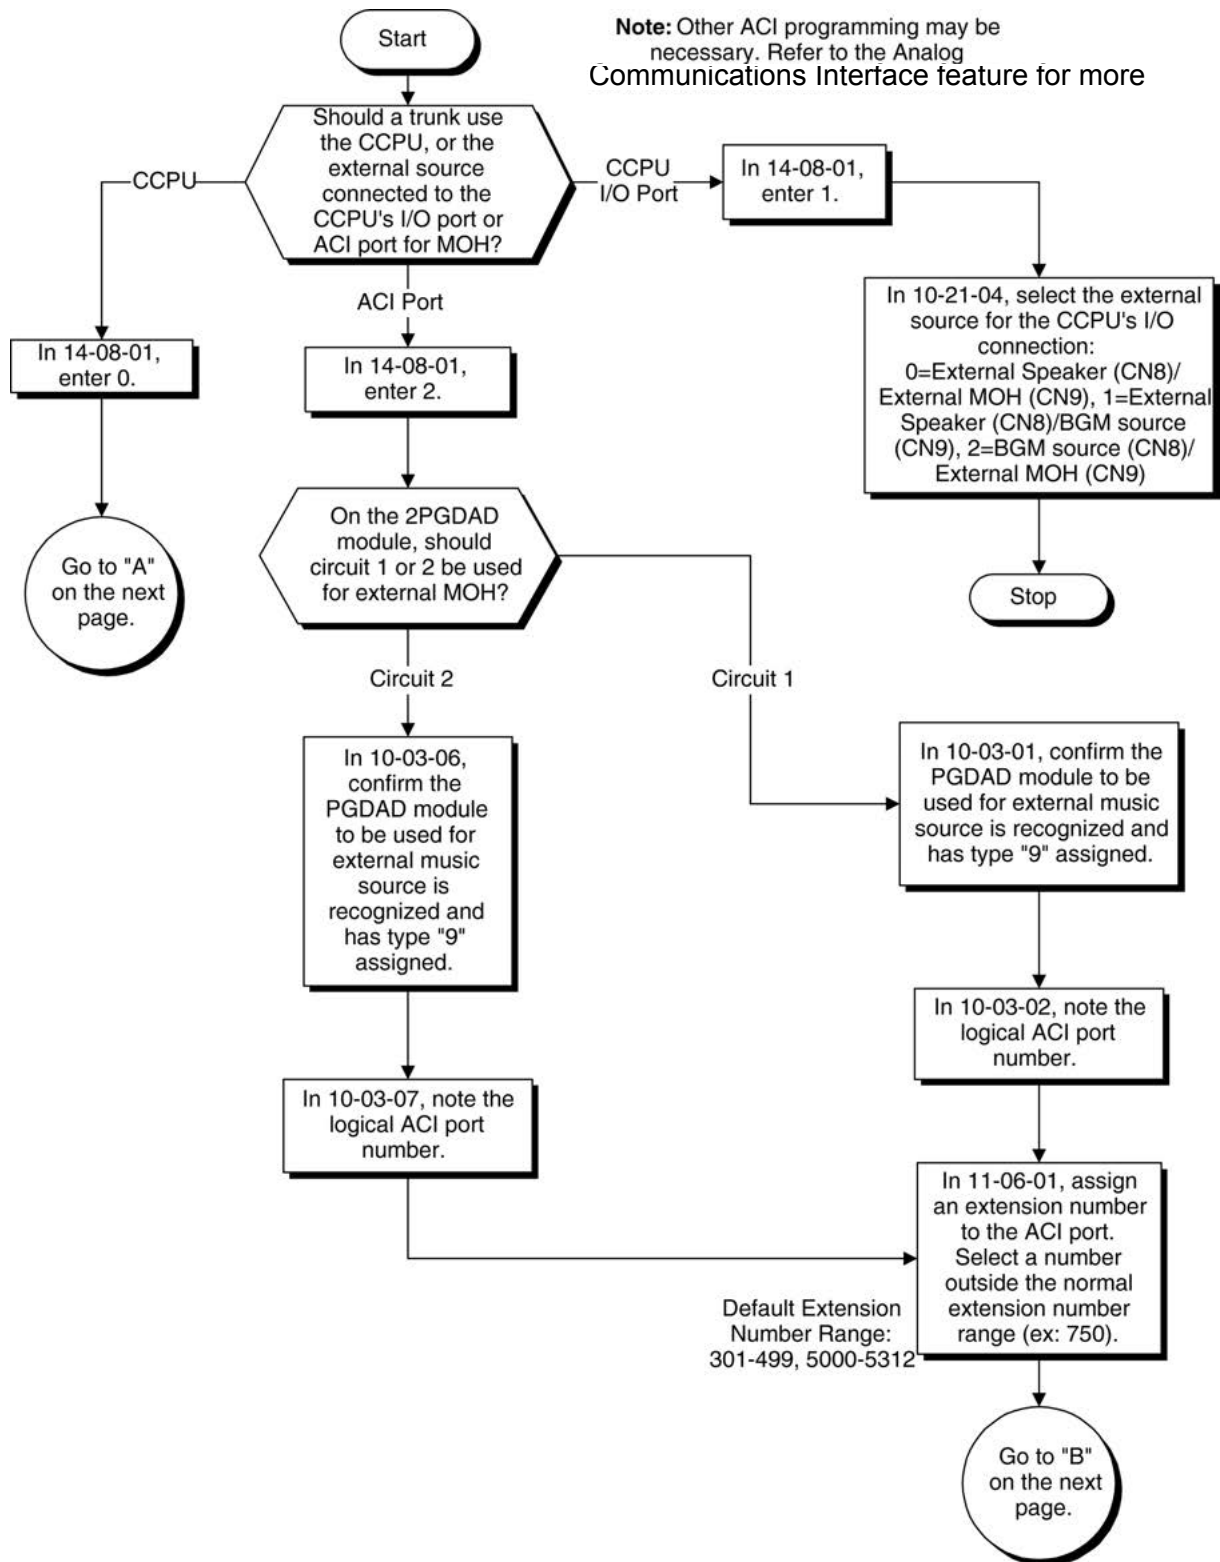 Start
Note: Other ACI programming may be
necessary. Refer to the Analog
Communications Interface feature for more
Should a trunk use
the CCPU, or the
external source
connected to the
CCPU's I/O port or
ACI port for MOH?
CCPU
CCPU
I/O Port
In 14-08-01,
enter 1.
ACI Port
In 10-21-04, select the external
source for the CCPU's I/O
connection:
0=External Speaker (CN8)/
External MOH (CN9), 1=External
Speaker (CN8)/BGM source
(CN9), 2=BGM source (CN8)/
External MOH (CN9)
In 14-08-01,
enter 0.
In 14-08-01,
enter 2.
Go to "A"
on the next
page.
On the 2PGDAD
module, should
circuit 1 or 2 be used
for external MOH?
Stop
Circuit 2
Circuit 1
In 10-03-06,
confirm the
PGDAD module
to be used for
external music
source is
recognized and
has type "9"
assigned.
In 10-03-01, confirm the
PGDAD module to be
used for external music
source is recognized and
has type "9" assigned.
In 10-03-02, note the
logical ACI port
number.
In 10-03-07, note the
logical ACI port
number.
In 11-06-01, assign
an extension number
to the ACI port.
Select a number
outside the normal
extension number
range (ex: 750).
Default Extension
Number Range:
301-499, 5000-5312
Go to "B"
on the next
page.